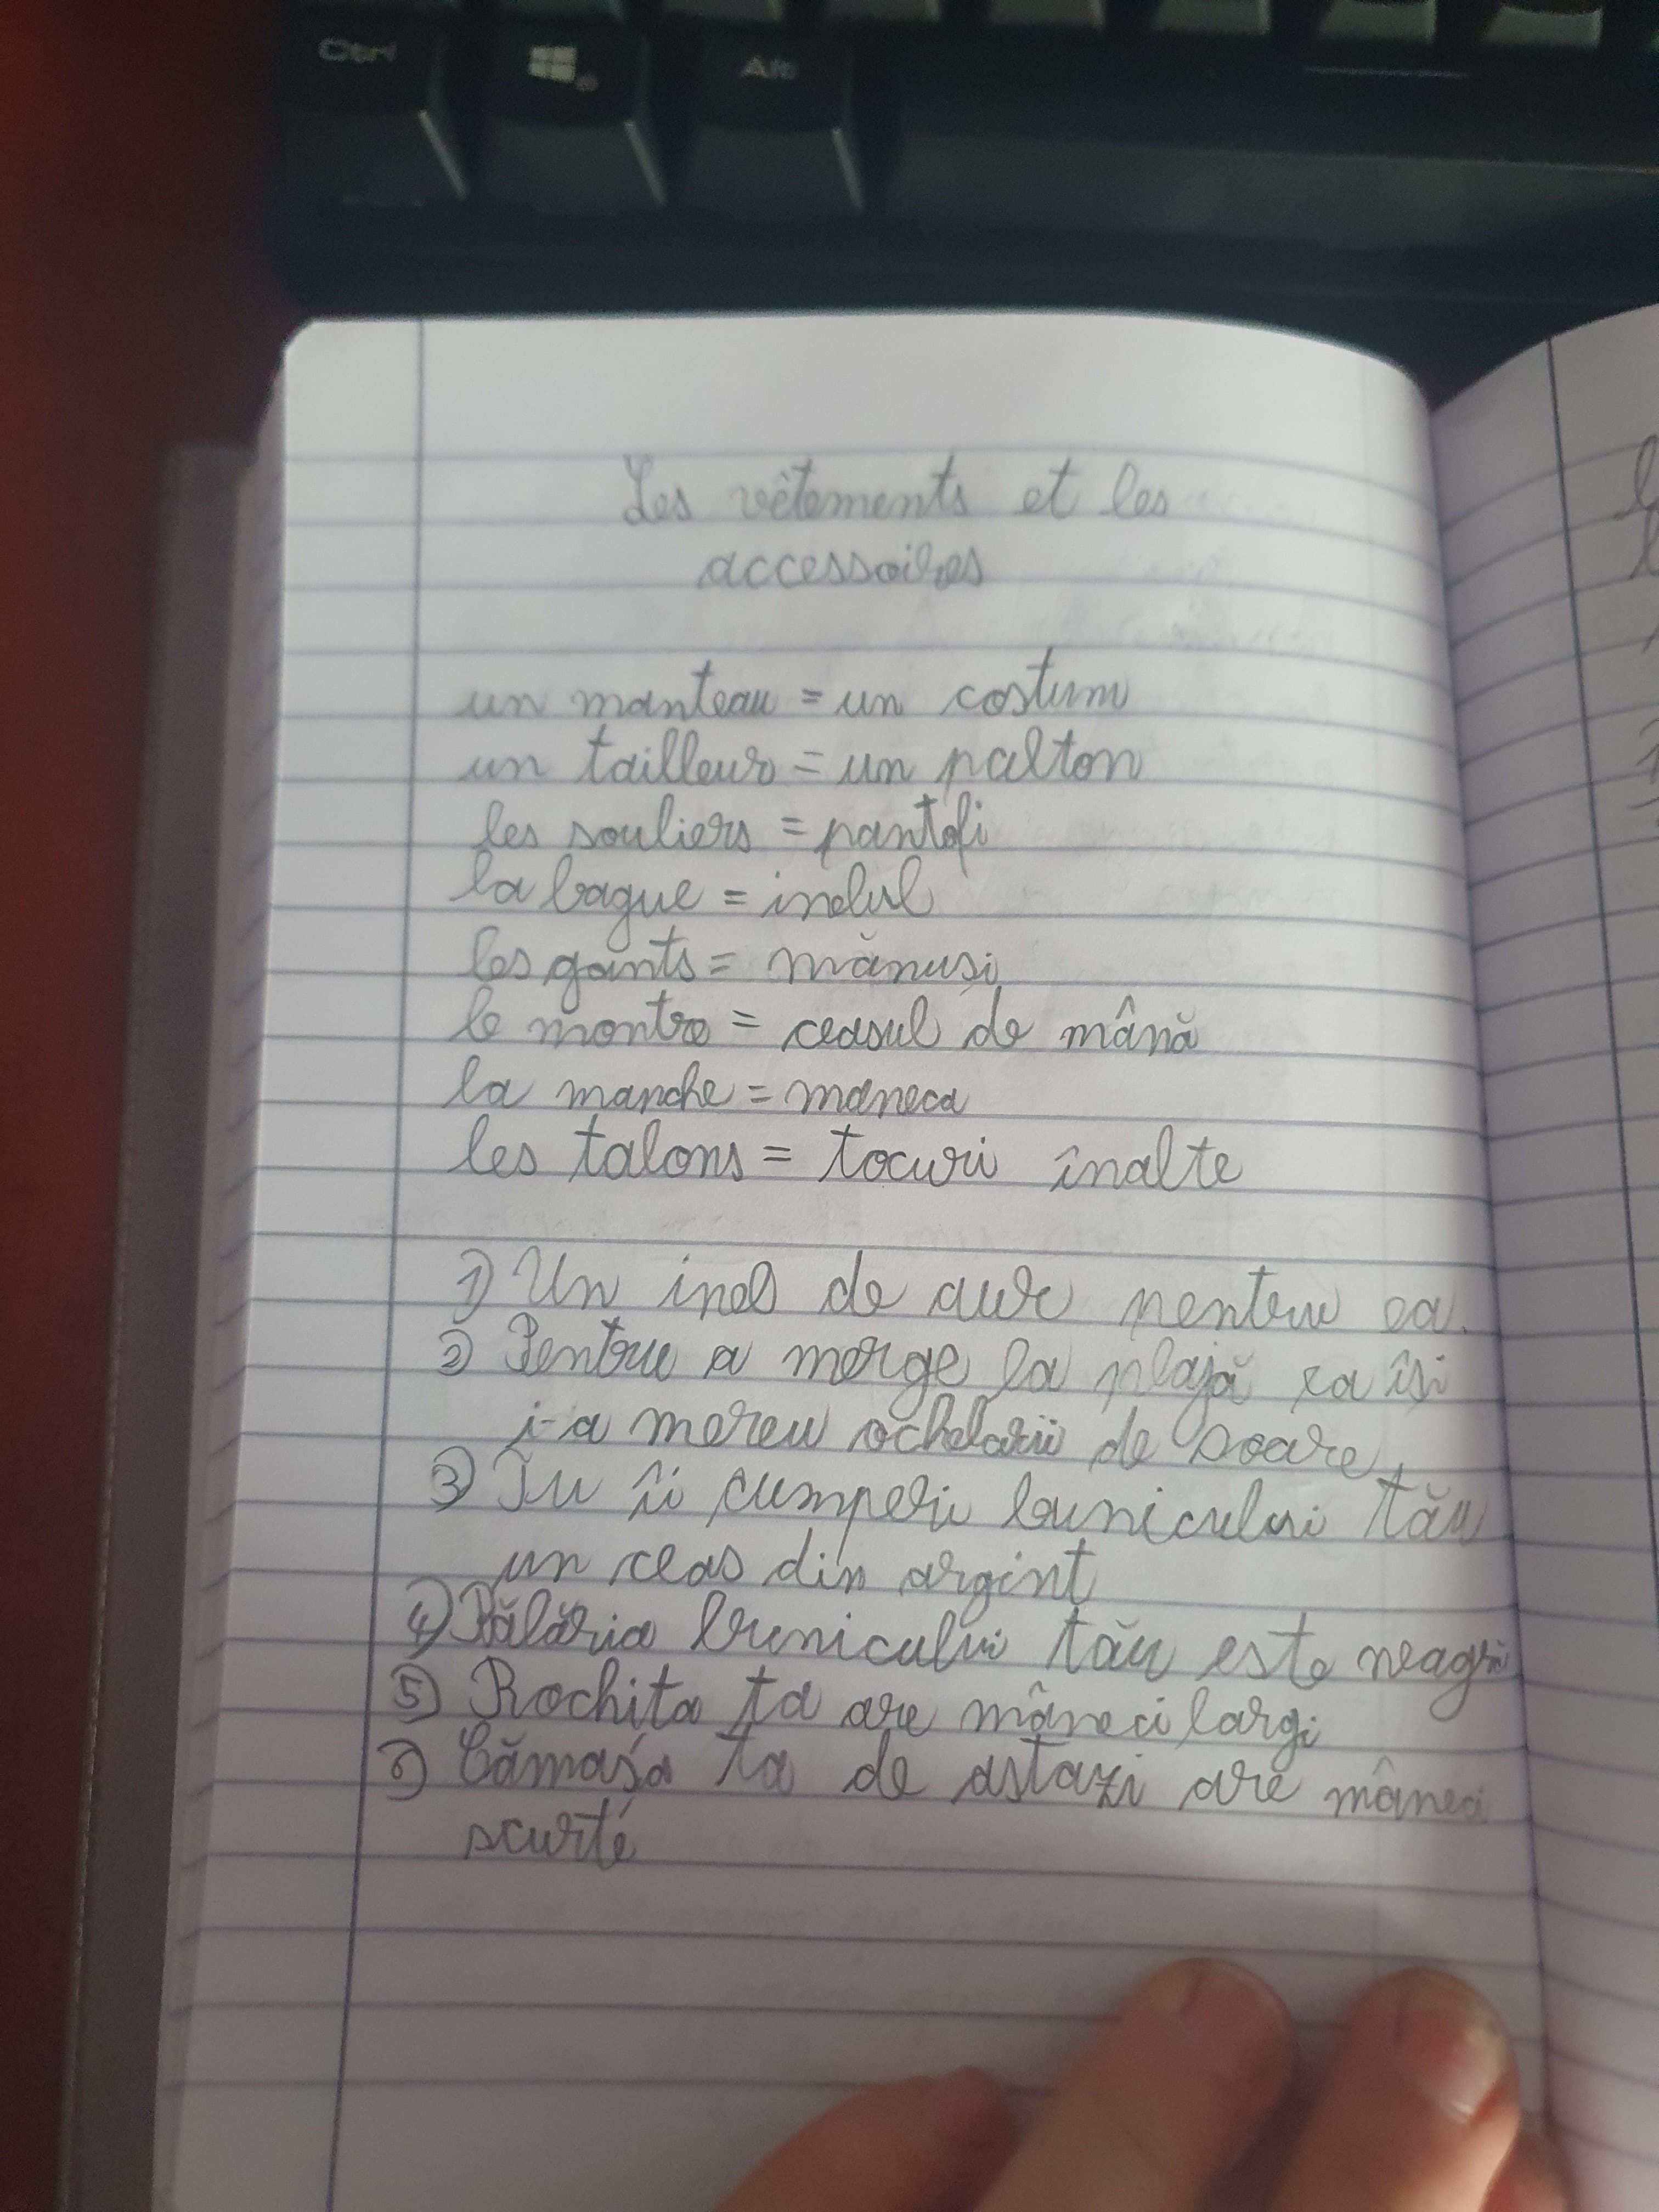 Ctrl
Alt
Les vêtements et les
accessoires
un manteau = un costum
un tailleur = un palton
les souliers = pantofi
la bague = inelul
les gants = mănuși
le montre = ceasul de mână
la manche = maneca
les talons = tocuri înalte
1) Un inel de aur pentru ea.
2) Pentru a merge la plajă ea îsi
i-a mereu ochelarii de soare
3) Tu îi cumperi bunicului tău
un ceas din argint
4) Pălăria bunicului tău este neagră
5) Rochita ta are mâneci largi
6) Cămaşa ta de astazi are mâneci
scurte